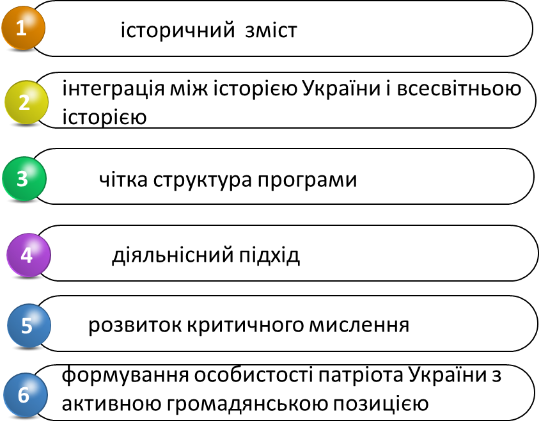 1 історичний зміст
2 інтеграція між історією України і всесвітньою
історією
3 чітка структура програми
4 діяльнісний підхід
5 розвиток критичного мислення
6 формування особистості патріота України з
активною громадянською позицією